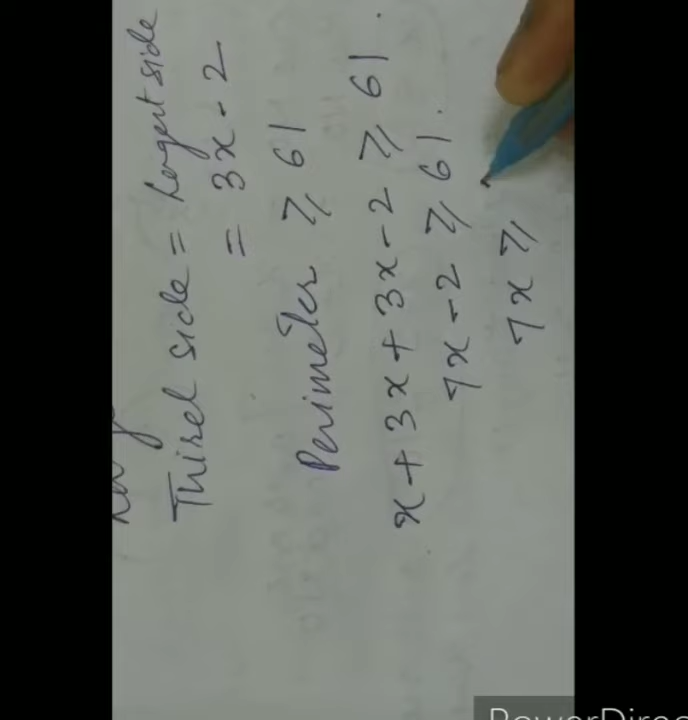 Third side = longest side
= 3x - 2
Perimeter ⩾ 61
x + 3x + 3x - 2 ⩾ 61.
7x - 2 ⩾ 61.
7x ⩾